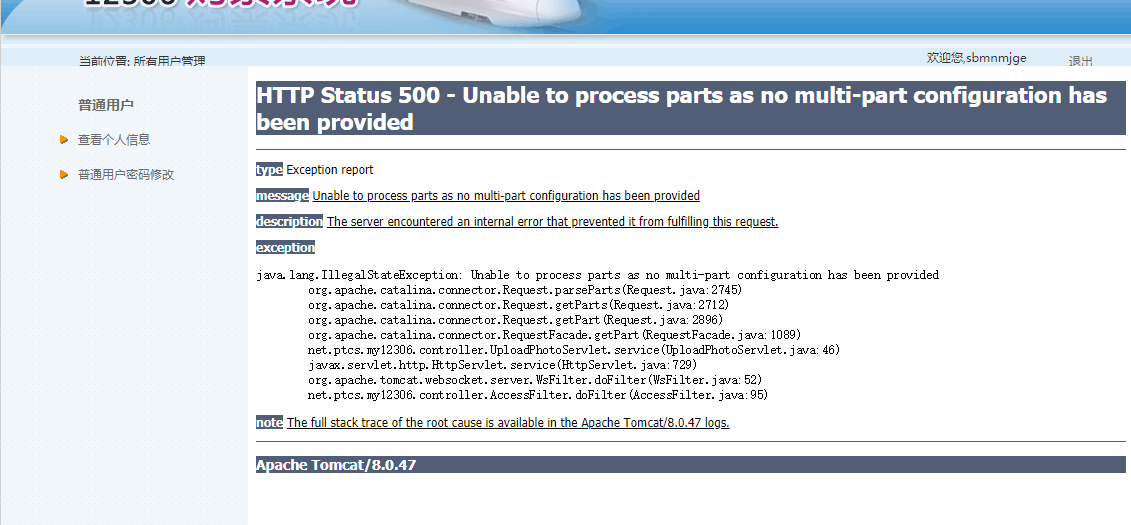 当前位置: 所有用户管理
欢迎您,sbmnmjge
退出
普通用户
查看个人信息
普通用户密码修改
HTTP Status 500 - Unable to process parts as no multi-part configuration has
been provided
type Exception report
message Unable to process parts as no multi-part configuration has been provided
description The server encountered an internal error that prevented it from fulfilling this request.
exception
java.lang.IllegalStateException: Unable to process parts as no multi-part configuration has been provided
org.apache.catalina.connector.Request.parseParts(Request.java:2745)
org.apache.catalina.connector.Request.getParts(Request.java:2712)
org.apache.catalina.connector.Request.getPart(Request.java:2896)
org.apache.catalina.connector.RequestFacade.getPart(RequestFacade.java:1089)
net.ptcs.my12306.controller.UploadPhotoServlet.service(UploadPhotoServlet.java:46)
javax.servlet.http.HttpServlet.service(HttpServlet.java:729)
org.apache.tomcat.websocket.server.WsFilter.doFilter(WsFilter.java:52)
net.ptcs.my12306.controller.AccessFilter.doFilter(AccessFilter.java:95)
note The full stack trace of the root cause is available in the Apache Tomcat/8.0.47 logs.
Apache Tomcat/8.0.47